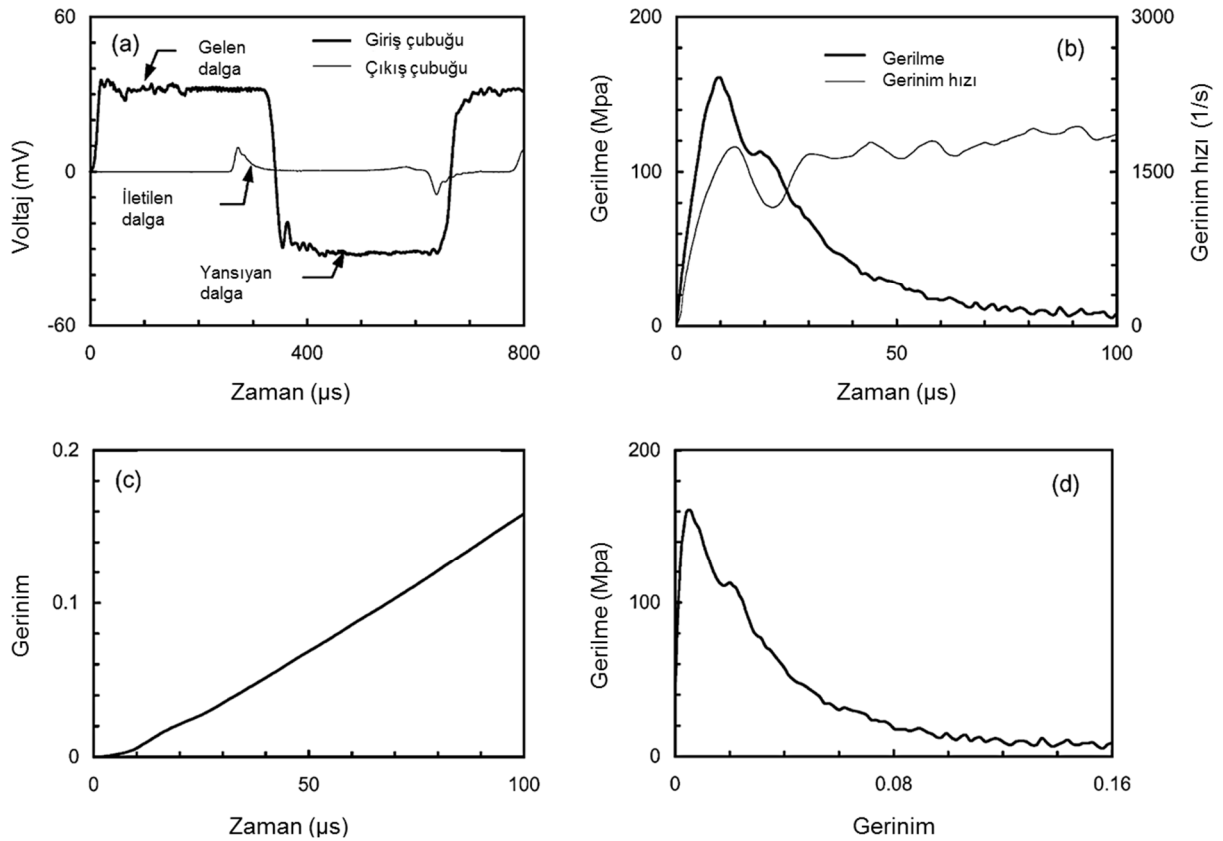 60
(a)
Gelen
dalga
Giriş çubuğu
Çıkış çubuğu
Voltaj (mV)
0
İletilen
dalga
Yansıyan
dalga
-60
0
400
800
Zaman (µs)
200
(b)
3000
Gerilme
Gerinim hızı
Gerilme (Mpa)
100
1500
Gerinim hızı (1/s)
0
0
0
50
100
Zaman (µs)
0.2
(c)
Gerinim
0.1
0
0
50
100
Zaman (µs)
200
(d)
Gerilme (Mpa)
100
0
0
0.08
0.16
Gerinim